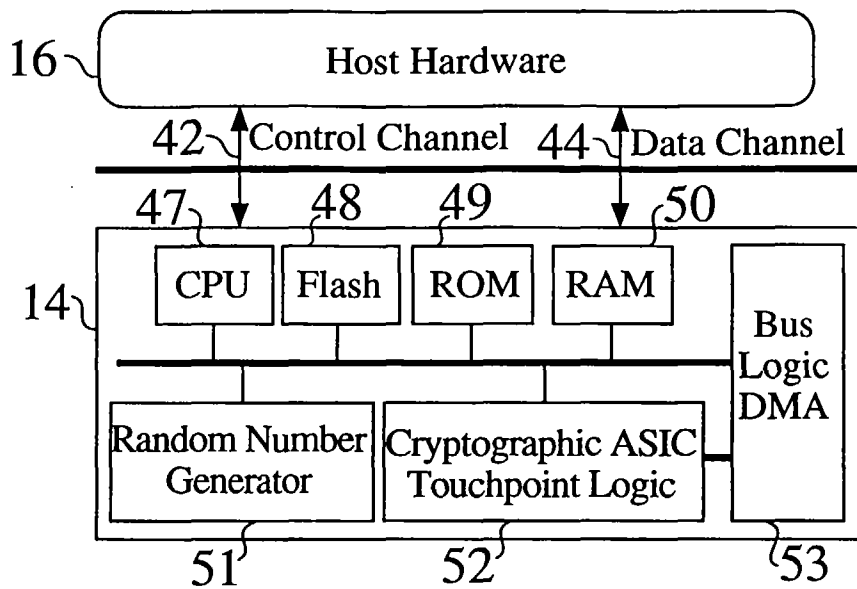 16
Host Hardware
42
Control Channel
44
Data Channel
47
48
49
50
14
CPU
Flash
ROM
RAM
Bus
Logic
DMA
Random Number
Generator
Cryptographic ASIC
Touchpoint Logic
51
52
53